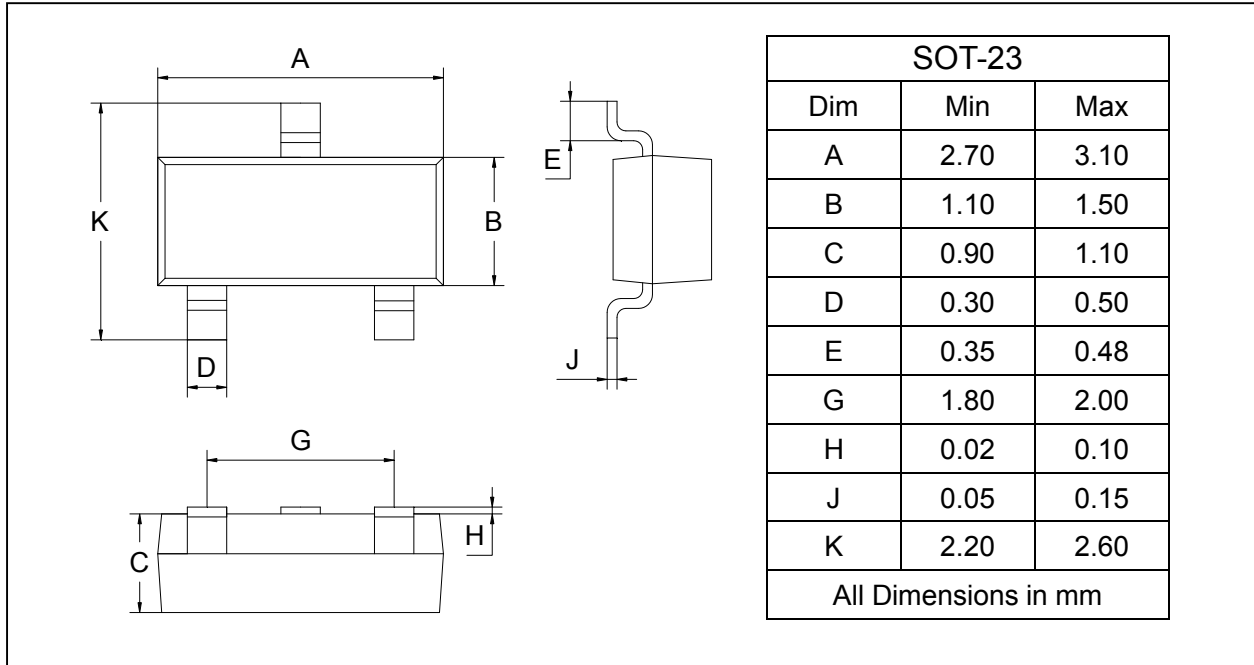 A
K
B
D
E
J
G
C
H
SOT-23
Dim Min Max
A 2.70 3.10
B 1.10 1.50
C 0.90 1.10
D 0.30 0.50
E 0.35 0.48
G 1.80 2.00
H 0.02 0.10
J 0.05 0.15
K 2.20 2.60
All Dimensions in mm